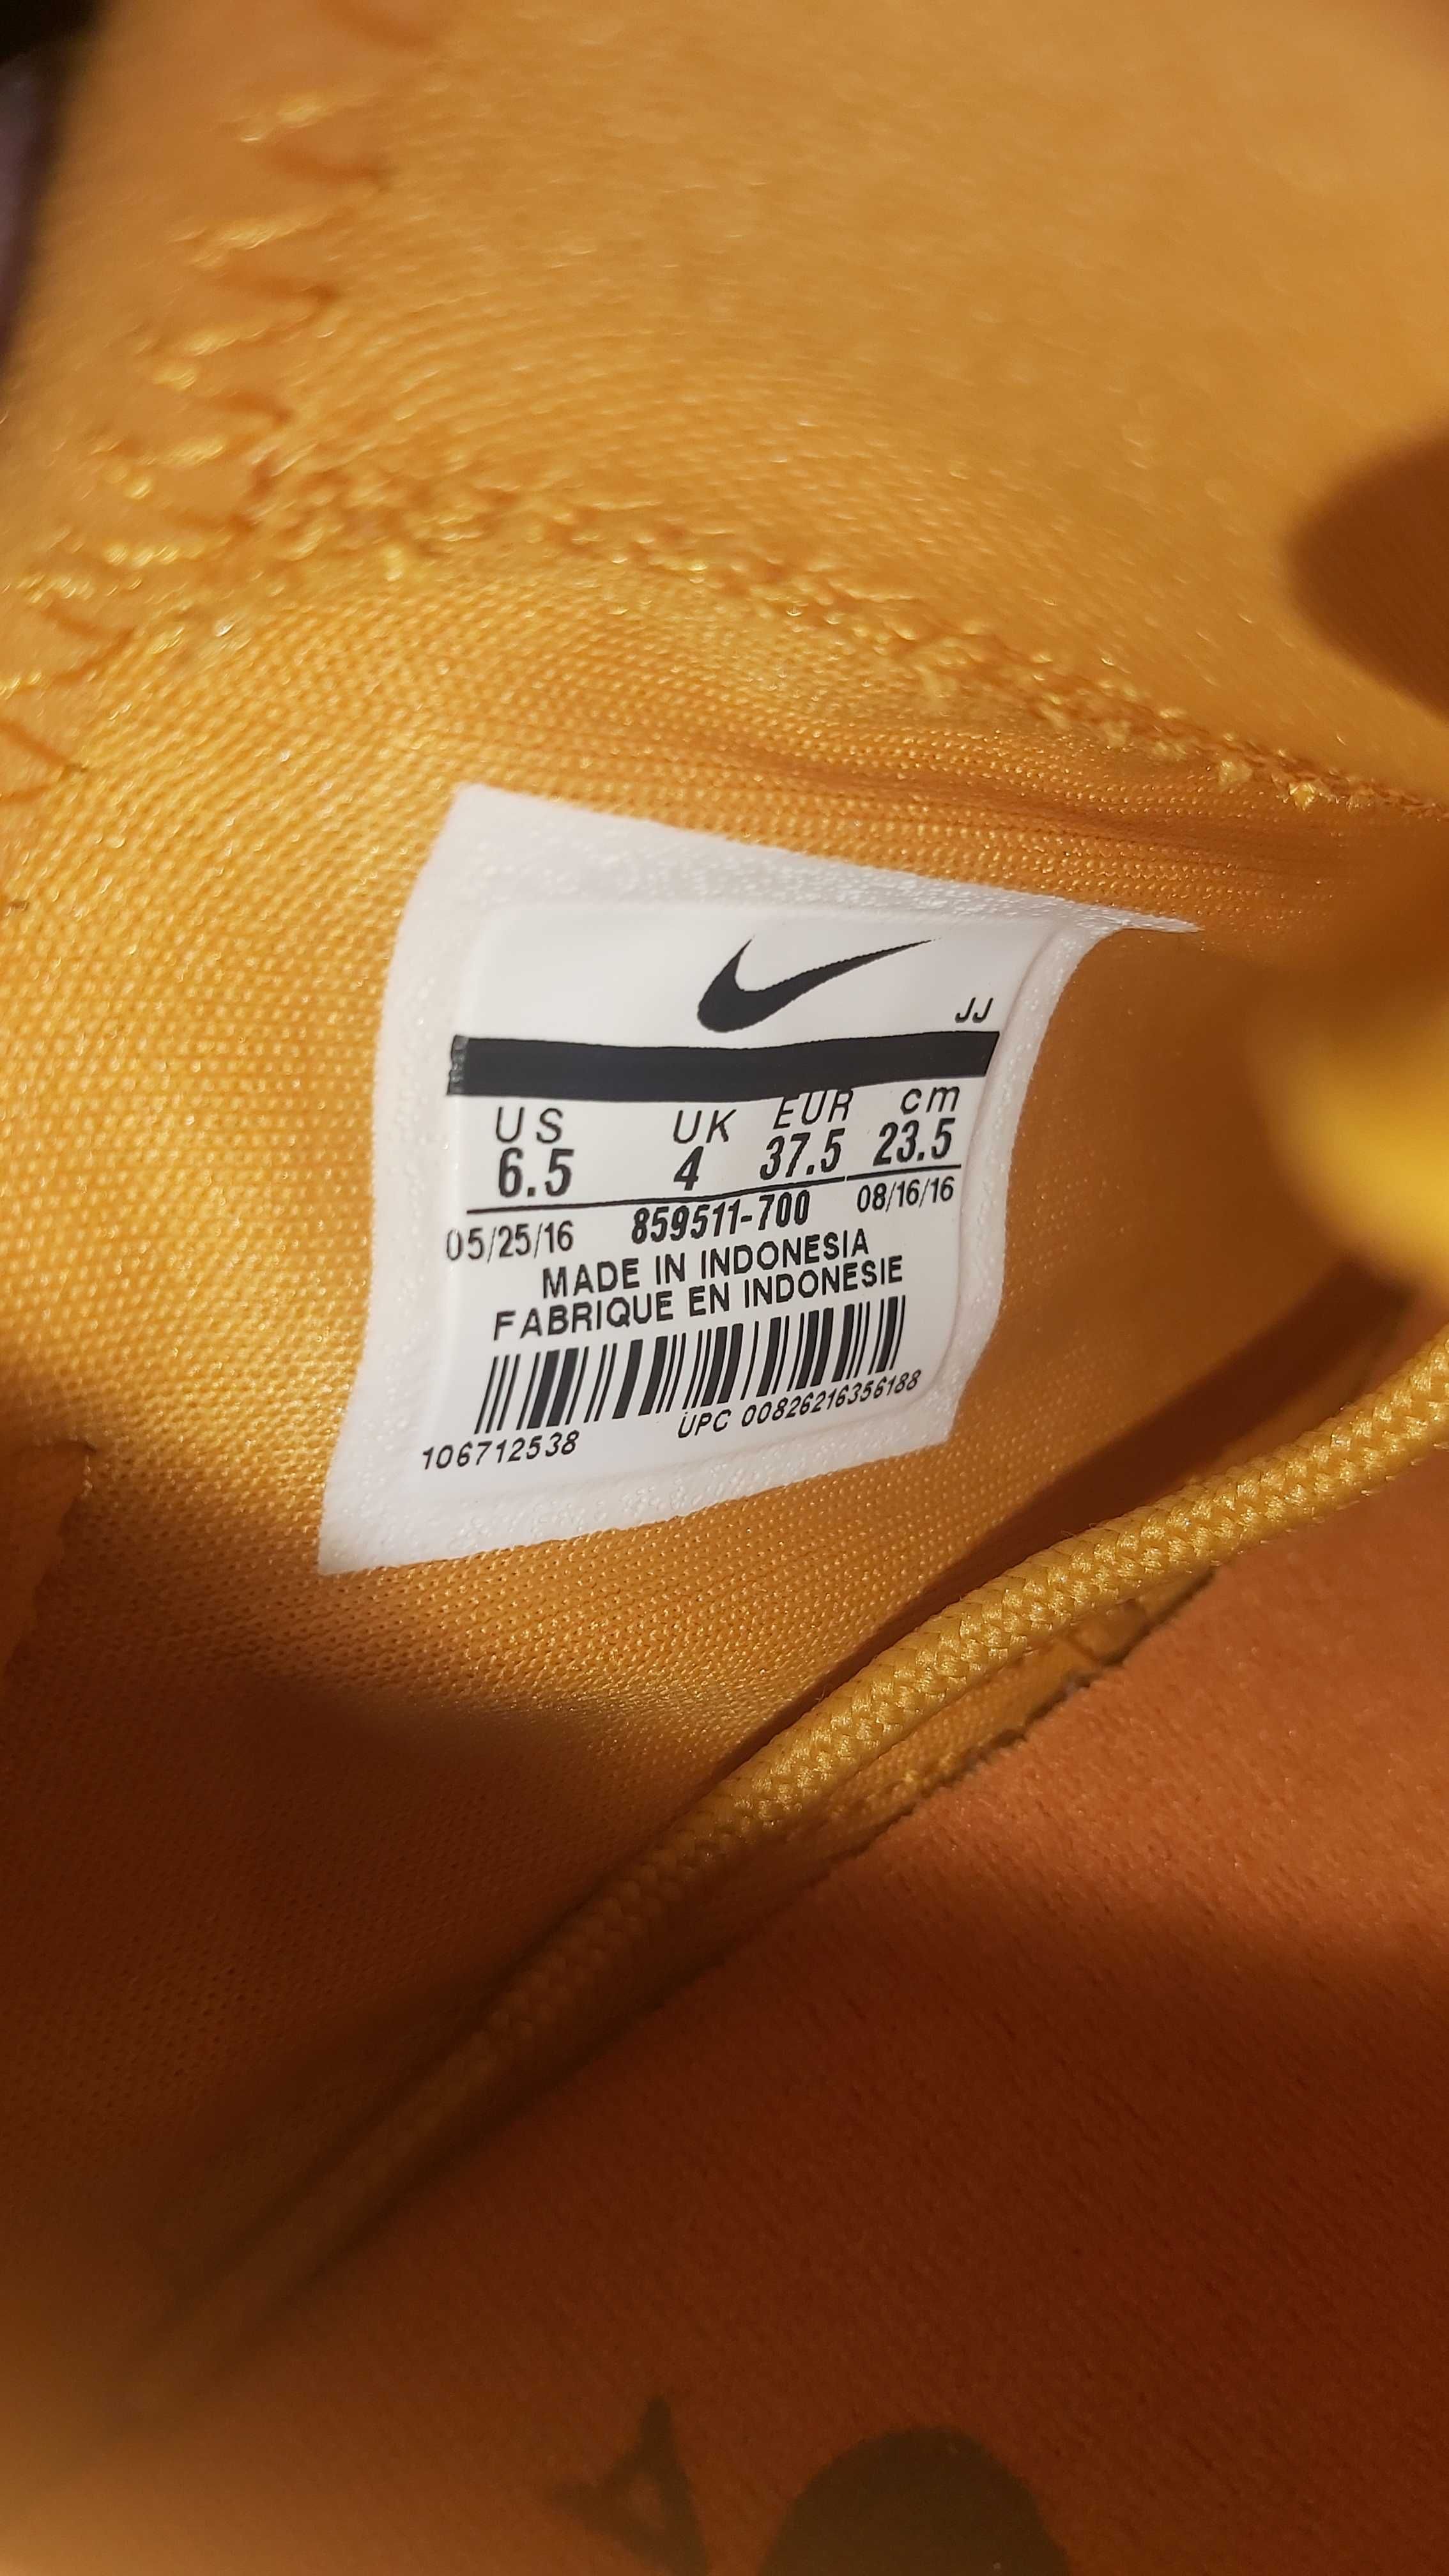 JJ
US UK EUR cm
6.5 4 37.5 23.5
05/25/16 859511-700 08/16/16
MADE IN INDONESIA
FABRIQUE EN INDONESIE
106712538 UPC 00826216356188